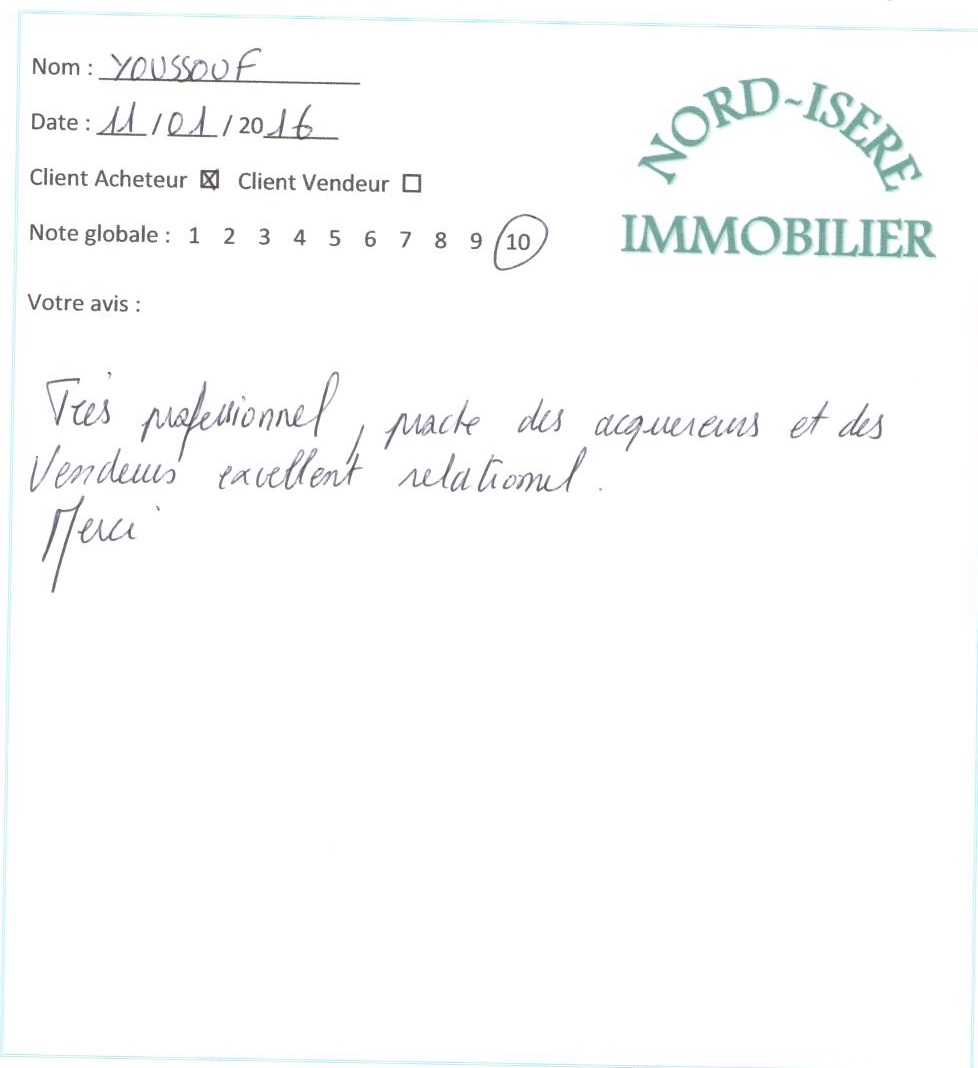 Nom : YOUSSOUF
Date : 11 / 01 / 2016
Client Acheteur ☒ Client Vendeur ☐
Note globale : 1 2 3 4 5 6 7 8 9 10
NORD-ISERE
IMMOBILIER
Votre avis :
Très professionnel, proche des acquereurs et des
Vendeurs excellent relationnel.
Merci